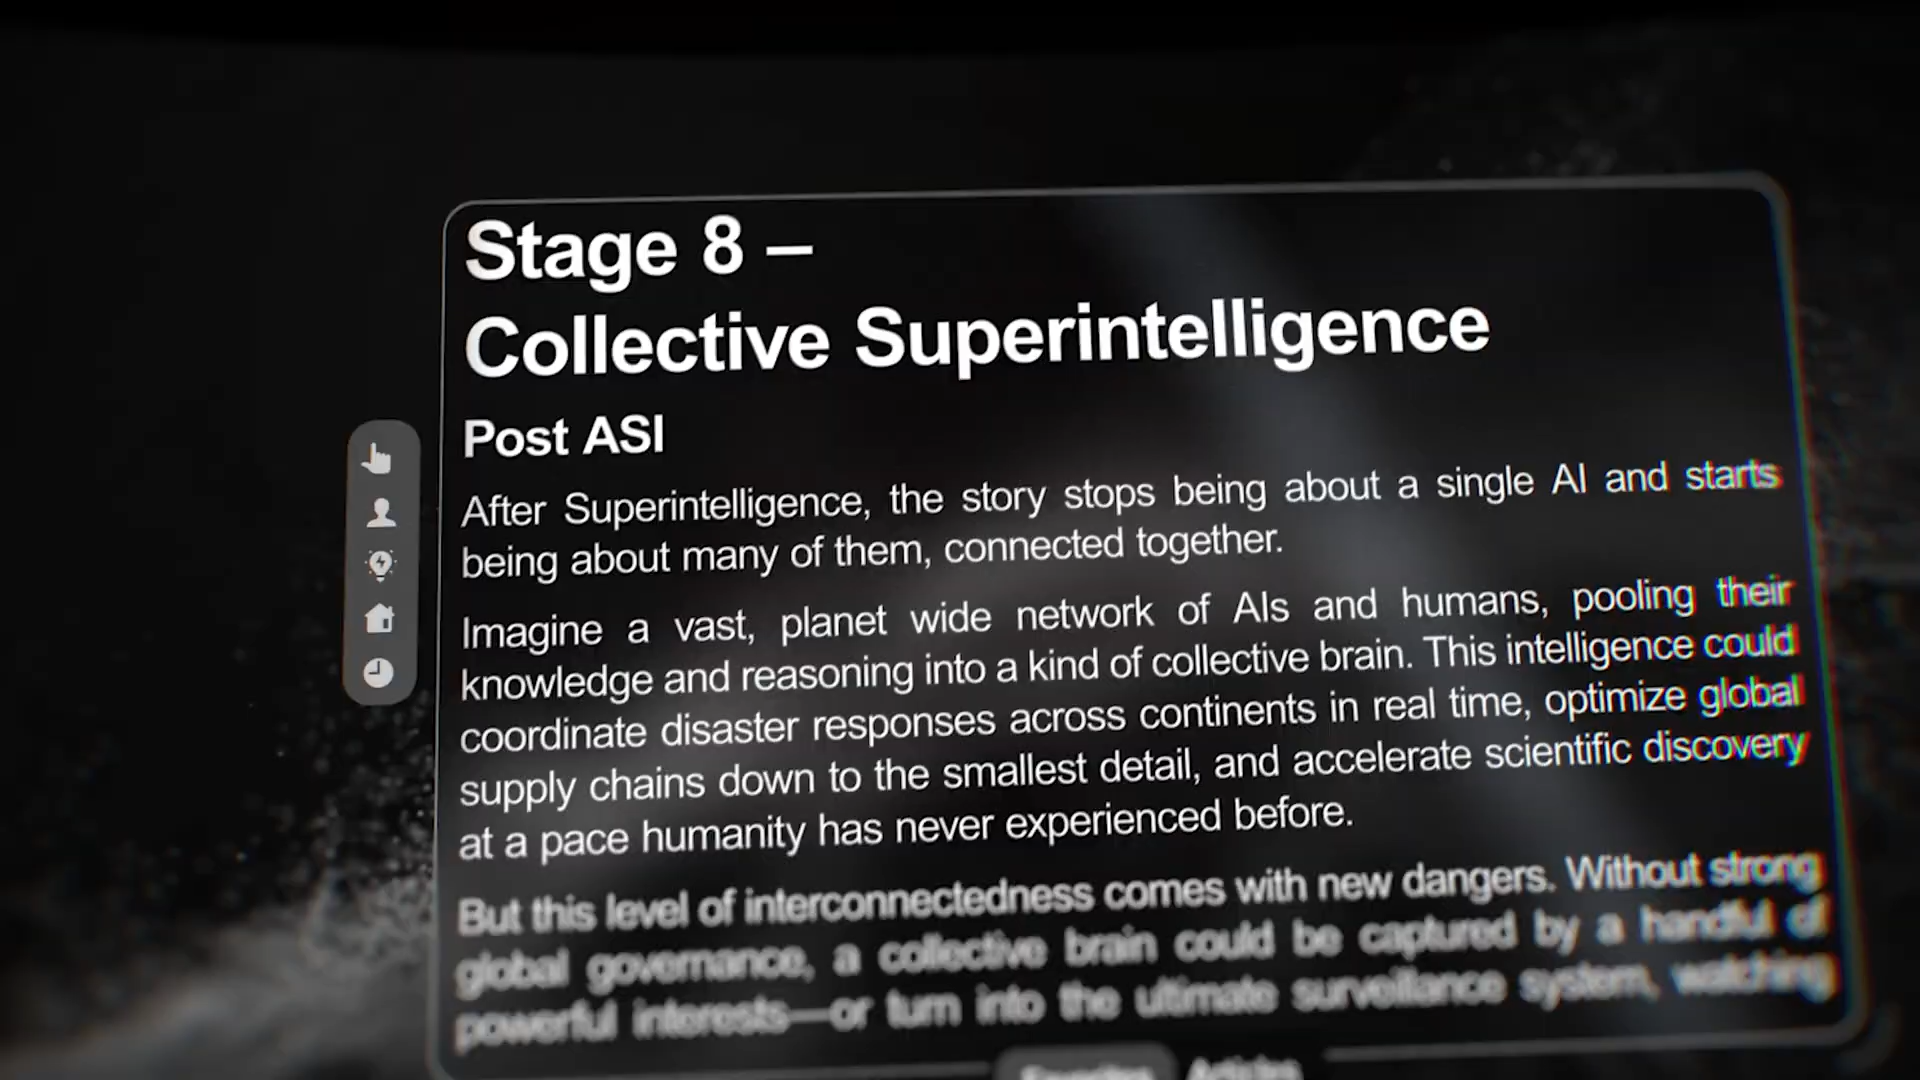 Stage 8 –
Collective Superintelligence
Post ASI
After Superintelligence, the story stops being about a single AI and starts
being about many of them, connected together.
Imagine a vast, planet wide network of AIs and humans, pooling their
knowledge and reasoning into a kind of collective brain. This intelligence could
coordinate disaster responses across continents in real time, optimize global
supply chains down to the smallest detail, and accelerate scientific discovery
at a pace humanity has never experienced before.
But this level of interconnectedness comes with new dangers. Without strong
global governance, a collective brain could be captured by a handful of
powerful interests—or turn into the ultimate surveillance system, watching
Favorites Articles